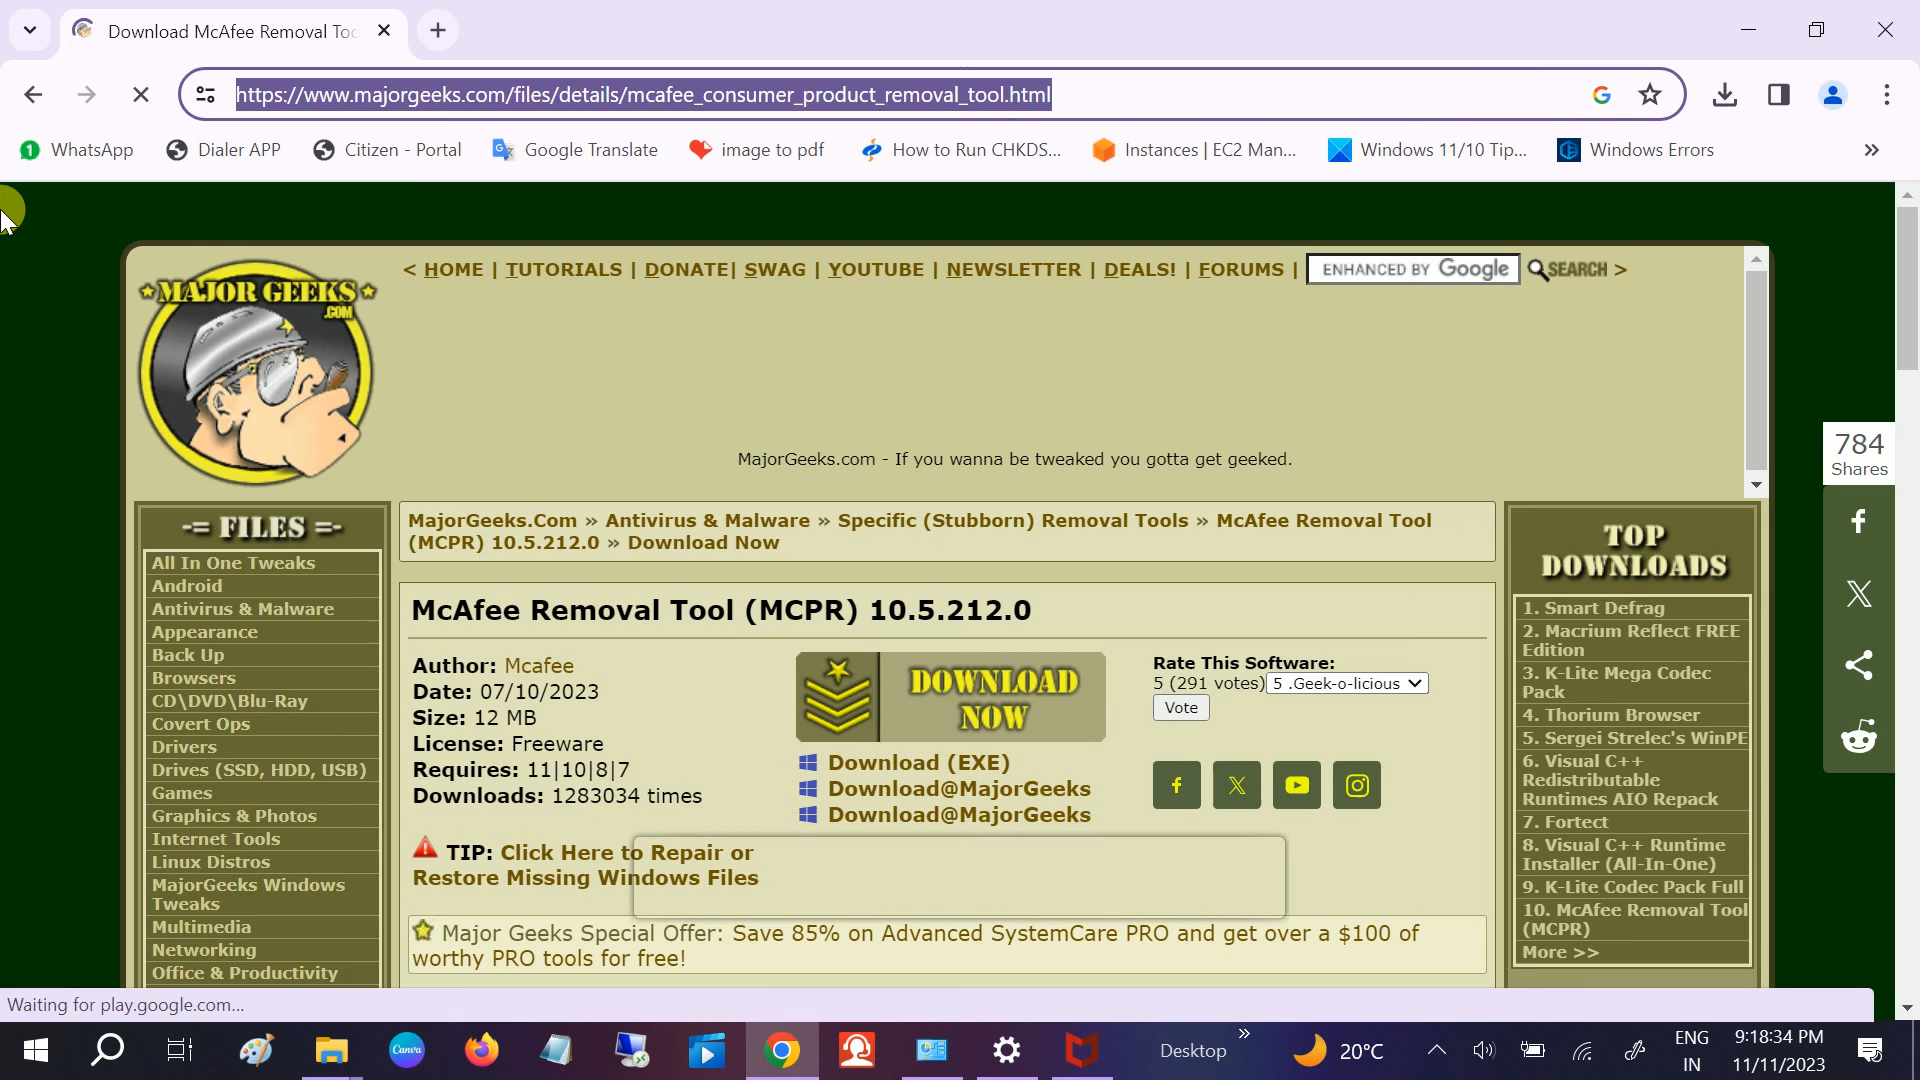 Download McAfee Removal Too
https://www.majorgeeks.com/files/details/mcafee_consumer_product_removal_tool.html
WhatsApp
Dialer APP
Citizen - Portal
Google Translate
image to pdf
How to Run CHKDS...
Instances | EC2 Man...
Windows 11/10 Tip...
Windows Errors
MAJOR GEEKS
.COM
< HOME | TUTORIALS | DONATE| SWAG | YOUTUBE | NEWSLETTER | DEALS! | FORUMS | ENHANCED BY Google SEARCH >
MajorGeeks.com - If you wanna be tweaked you gotta get geeked.
784
Shares
-= FILES =-
All In One Tweaks
Android
Antivirus & Malware
Appearance
Back Up
Browsers
CD\DVD\Blu-Ray
Covert Ops
Drivers
Drives (SSD, HDD, USB)
Games
Graphics & Photos
Internet Tools
Linux Distros
MajorGeeks Windows
Tweaks
Multimedia
Networking
Office & Productivity
MajorGeeks.Com » Antivirus & Malware » Specific (Stubborn) Removal Tools » McAfee Removal Tool
(MCPR) 10.5.212.0 » Download Now
McAfee Removal Tool (MCPR) 10.5.212.0
Author: Mcafee
Date: 07/10/2023
Size: 12 MB
License: Freeware
Requires: 11|10|8|7
Downloads: 1283034 times
DOWNLOAD
NOW
Download (EXE)
Download@MajorGeeks
Download@MajorGeeks
Rate This Software:
5 (291 votes) 5 .Geek-o-licious
Vote
TIP: Click Here to Repair or
Restore Missing Windows Files
Major Geeks Special Offer: Save 85% on Advanced SystemCare PRO and get over a $100 of
worthy PRO tools for free!
TOP
DOWNLOADS
1. Smart Defrag
2. Macrium Reflect FREE
Edition
3. K-Lite Mega Codec
Pack
4. Thorium Browser
5. Sergei Strelec's WinPE
6. Visual C++
Redistributable
Runtimes AIO Repack
7. Fortect
8. Visual C++ Runtime
Installer (All-In-One)
9. K-Lite Codec Pack Full
10. McAfee Removal Tool
(MCPR)
More >>
Waiting for play.google.com...
Canva
Desktop
20°C
ENG
IN
9:18:34 PM
11/11/2023